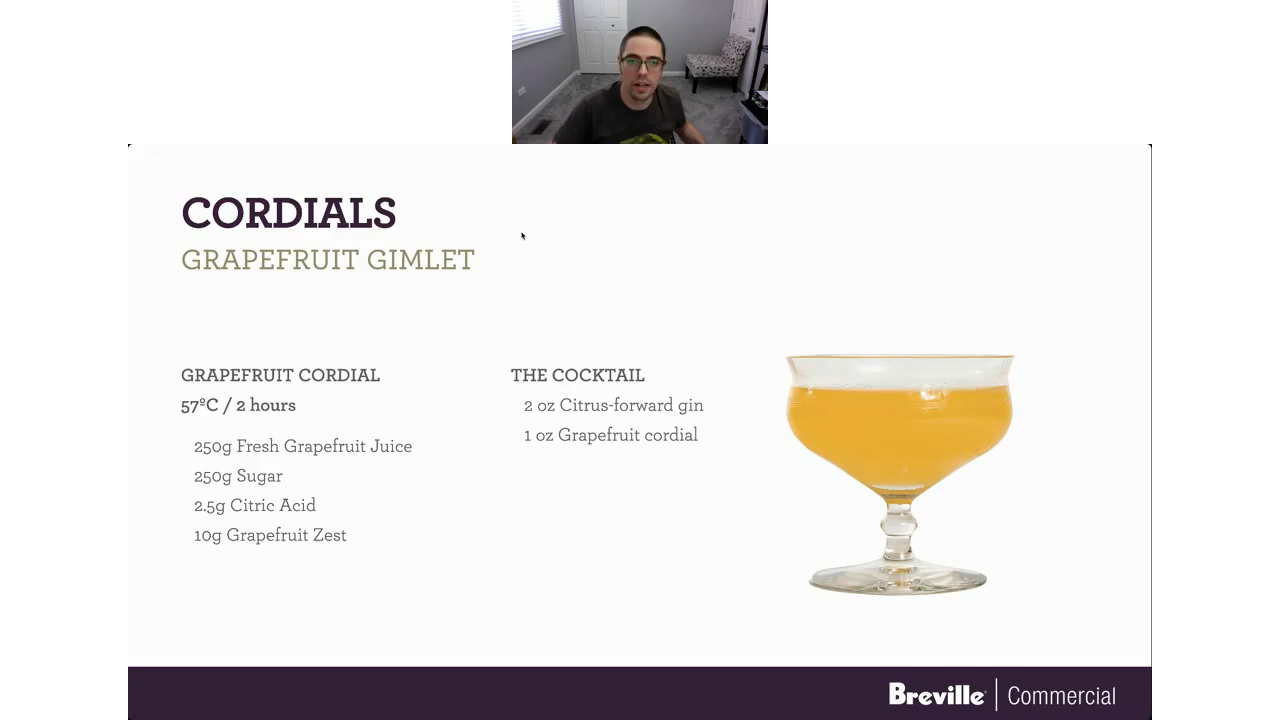 CORDIALS
GRAPEFRUIT GIMLET
GRAPEFRUIT CORDIAL
57ºC / 2 hours
250g Fresh Grapefruit Juice
250g Sugar
2.5g Citric Acid
10g Grapefruit Zest
THE COCKTAIL
2 oz Citrus-forward gin
1 oz Grapefruit cordial
Breville | Commercial